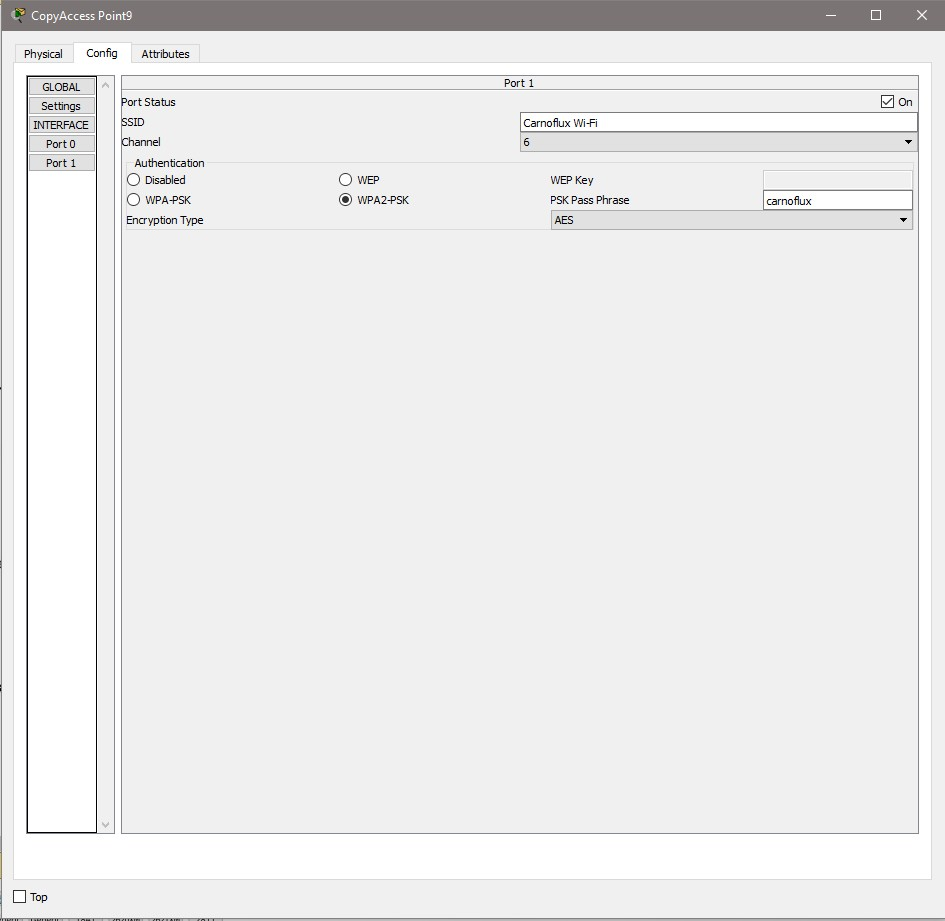 CopyAccess Point9
Physical Config Attributes
GLOBAL
Settings
INTERFACE
Port 0
Port 1
Port 1
Port Status On
SSID Carnoflux Wi-Fi
Channel 6
Authentication
Disabled WEP WEP Key
WPA-PSK WPA2-PSK PSK Pass Phrase carnoflux
Encryption Type AES
Top